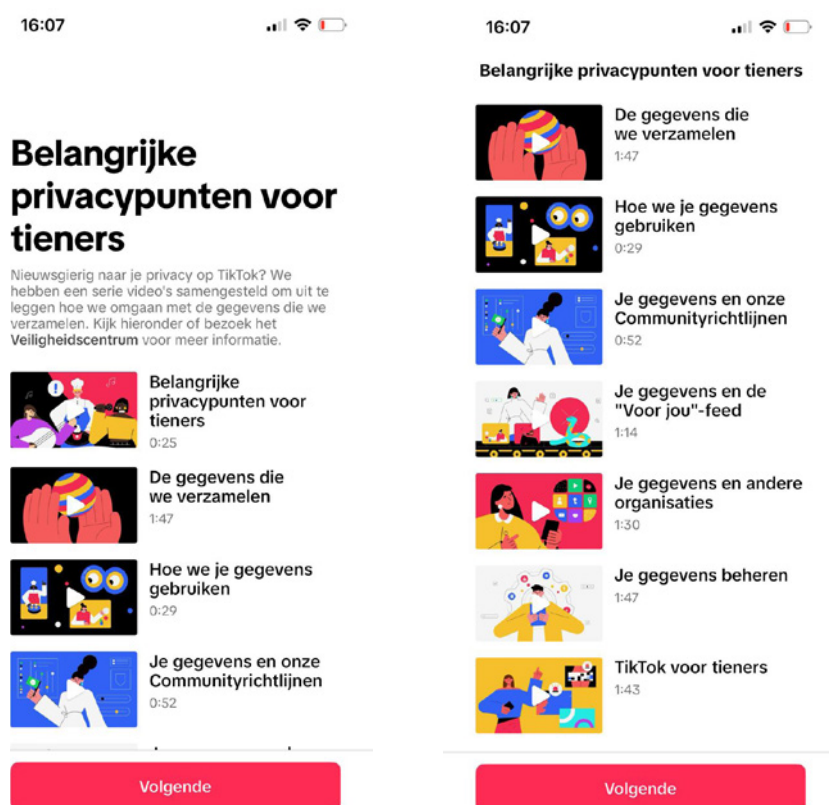 16:07
Belangrijke
privacypunten voor
tieners
Nieuwsgierig naar je privacy op TikTok? We
hebben een serie video's samengesteld om uit te
leggen hoe we omgaan met de gegevens die we
verzamelen. Kijk hieronder of bezoek het
Veiligheidscentrum voor meer informatie.
Belangrijke
privacypunten voor
tieners
0:25
De gegevens die
we verzamelen
1:47
Hoe we je gegevens
gebruiken
0:29
Je gegevens en onze
Communityrichtlijnen
0:52
Volgende
16:07
Belangrijke privacypunten voor tieners
De gegevens die
we verzamelen
1:47
Hoe we je gegevens
gebruiken
0:29
Je gegevens en onze
Communityrichtlijnen
0:52
Je gegevens en de
"Voor jou"-feed
1:14
Je gegevens en andere
organisaties
1:30
Je gegevens beheren
1:47
TikTok voor tieners
1:43
Volgende